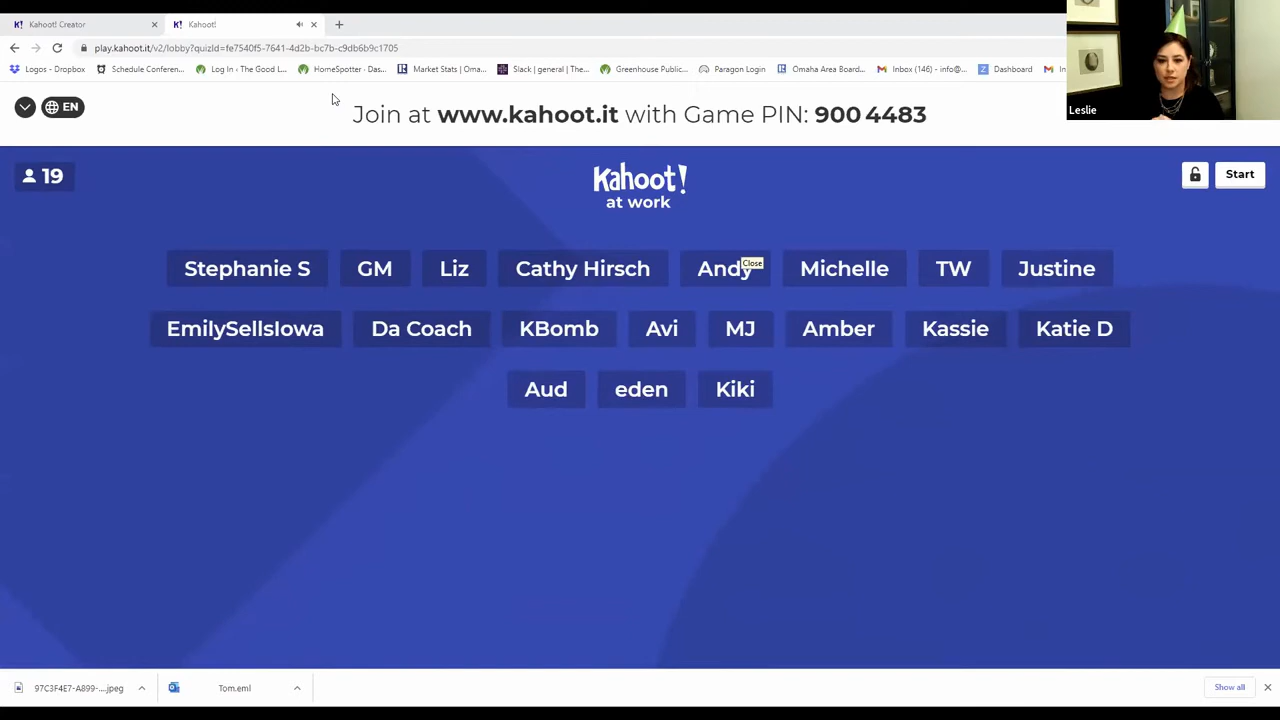 Kahoot! Creator
Kahoot!
play.kahoot.it/v2/lobby?quizId=fe7540f5-7641-4d2b-bc7b-c9db6b9c1705
Logos - Dropbox Schedule Conferen... Log In ‹ The Good L... HomeSpotter - Das... Market Stats | Oma... Slack | general | The... Greenhouse Public... Paragon Login Omaha Area Board... Inbox (146) - info@... Dashboard In
Leslie
EN
Join at www.kahoot.it with Game PIN: 900 4483
19
Kahoot!
at work
Start
Stephanie S GM Liz Cathy Hirsch Andy Michelle TW Justine
Close
EmilySellsIowa Da Coach KBomb Avi MJ Amber Kassie Katie D
Aud eden Kiki
97C3F4E7-A899-....jpeg Tom.eml Show all